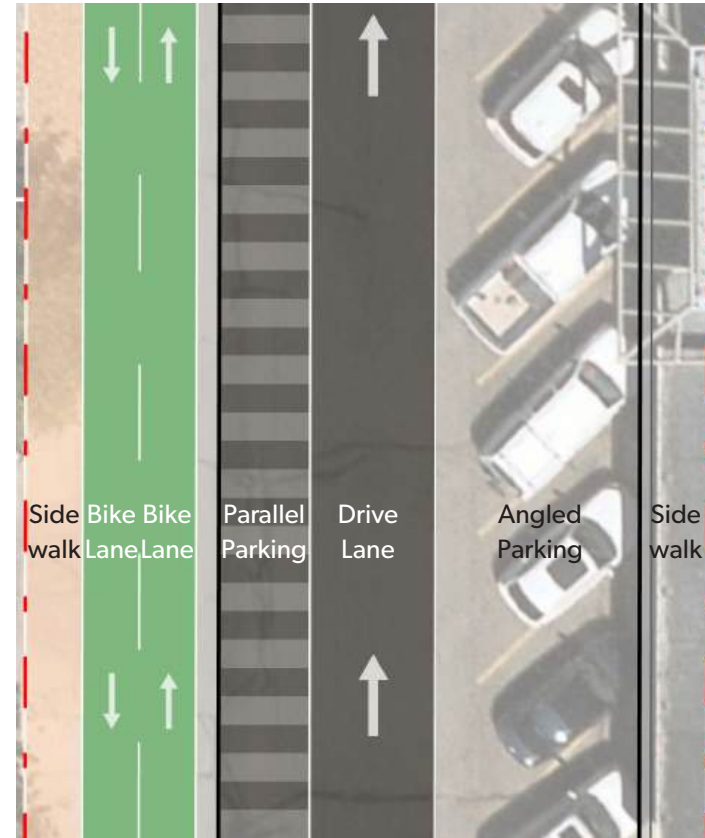 Side
walk
Bike Bike
Lane Lane
Parallel
Parking
Drive
Lane
Angled
Parking
Side
walk